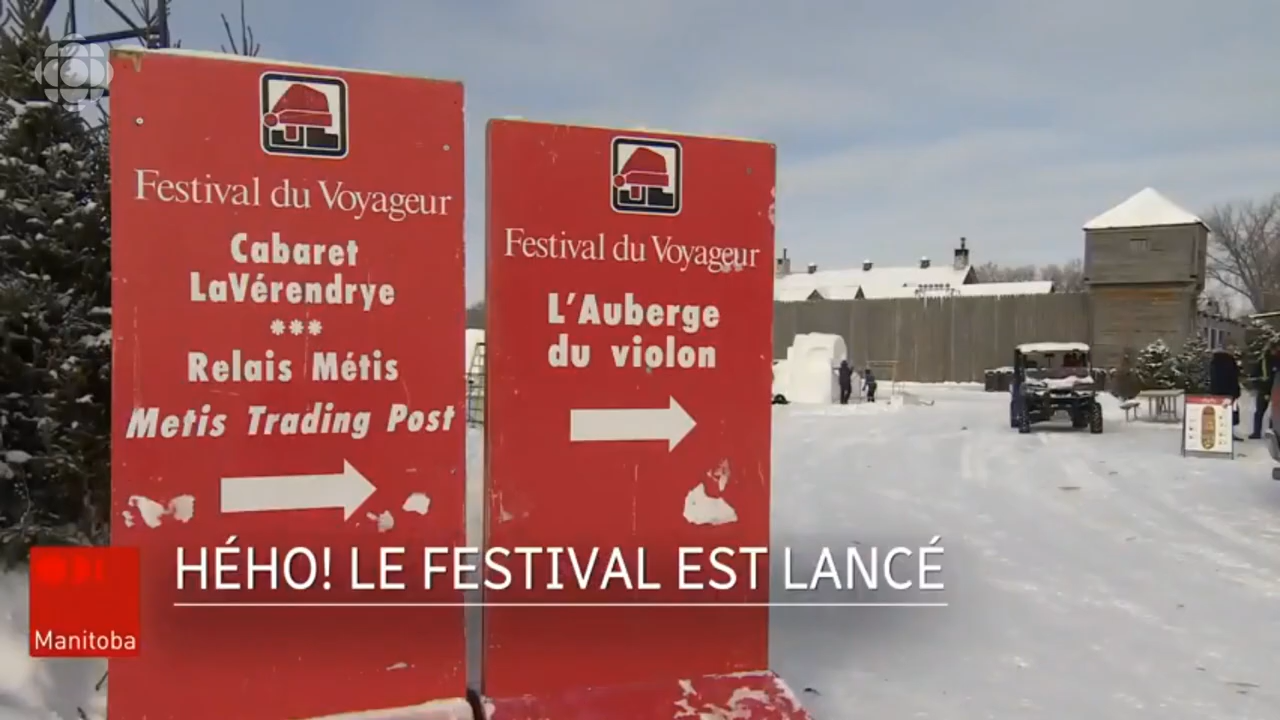 Festival du Voyageur
Cabaret
LaVérendrye
***
Relais Métis
Metis Trading Post
Festival du Voyageur
L'Auberge
du violon
HÉHO! LE FESTIVAL EST LANCÉ
Manitoba